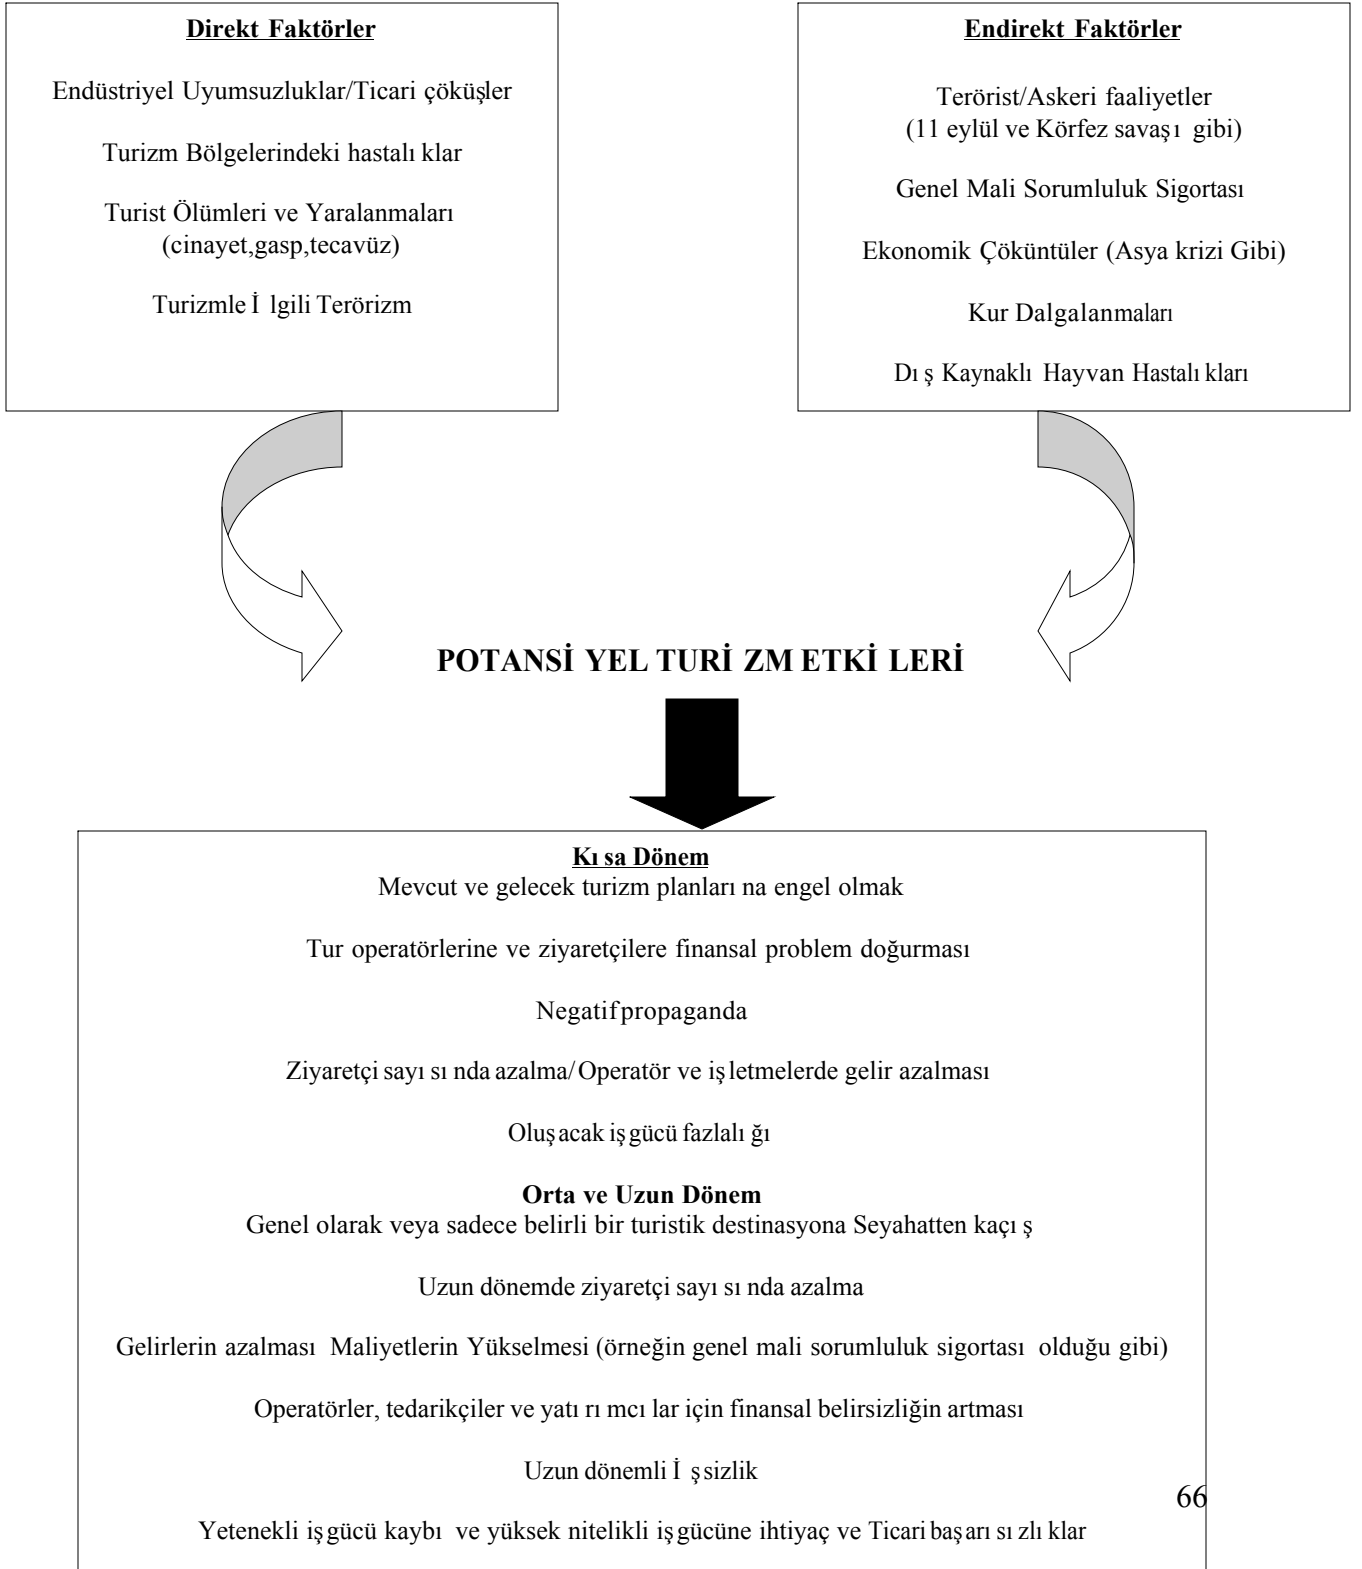 Direkt Faktörler
Endüstriyel Uyumsuzluklar/Ticari çöküşler
Turizm Bölgelerindeki hastalı klar
Turist Ölümleri ve Yaralanmaları
(cinayet,gasp,tecavüz)
Turizmle İ lgili Terörizm
Endirekt Faktörler
Terörist/Askeri faaliyetler
(11 eylül ve Körfez savaş ı gibi)
Genel Mali Sorumluluk Sigortası
Ekonomik Çöküntüler (Asya krizi Gibi)
Kur Dalgalanmaları
Dı ş Kaynaklı Hayvan Hastalı kları
POTANSİ YEL TURİ ZM ETKİ LERİ
Kı sa Dönem
Mevcut ve gelecek turizm planları na engel olmak
Tur operatörlerine ve ziyaretçilere finansal problem doğurması
Negatif propaganda
Ziyaretçi sayı sı nda azalma/Operatör ve iş letmelerde gelir azalması
Oluş acak iş gücü fazlalı ğı
Orta ve Uzun Dönem
Genel olarak veya sadece belirli bir turistik destinasyona Seyahatten kaçı ş
Uzun dönemde ziyaretçi sayı sı nda azalma
Gelirlerin azalması Maliyetlerin Yükselmesi (örneğin genel mali sorumluluk sigortası olduğu gibi)
Operatörler, tedarikçiler ve yatı rı mcı lar için finansal belirsizliğin artması
Uzun dönemli İ ş sizlik
66
Yetenekli iş gücü kaybı ve yüksek nitelikli iş gücüne ihtiyaç ve Ticari baş arı sı zlı klar